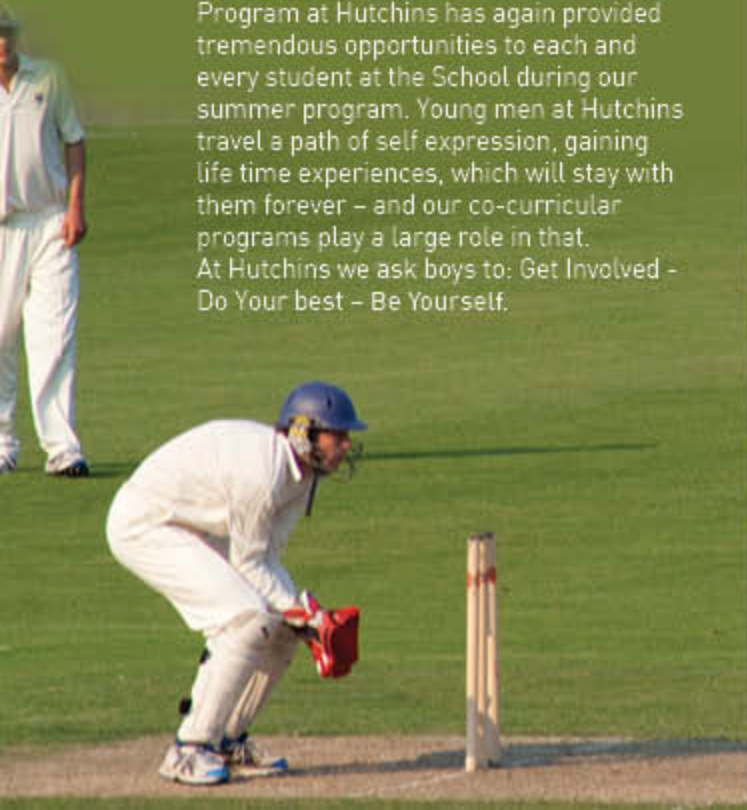 Program at Hutchins has again provided
tremendous opportunities to each and
every student at the School during our
summer program. Young men at Hutchins
travel a path of self expression, gaining
life time experiences, which will stay with
them forever – and our co-curricular
programs play a large role in that.
At Hutchins we ask boys to: Get Involved -
Do Your best – Be Yourself.